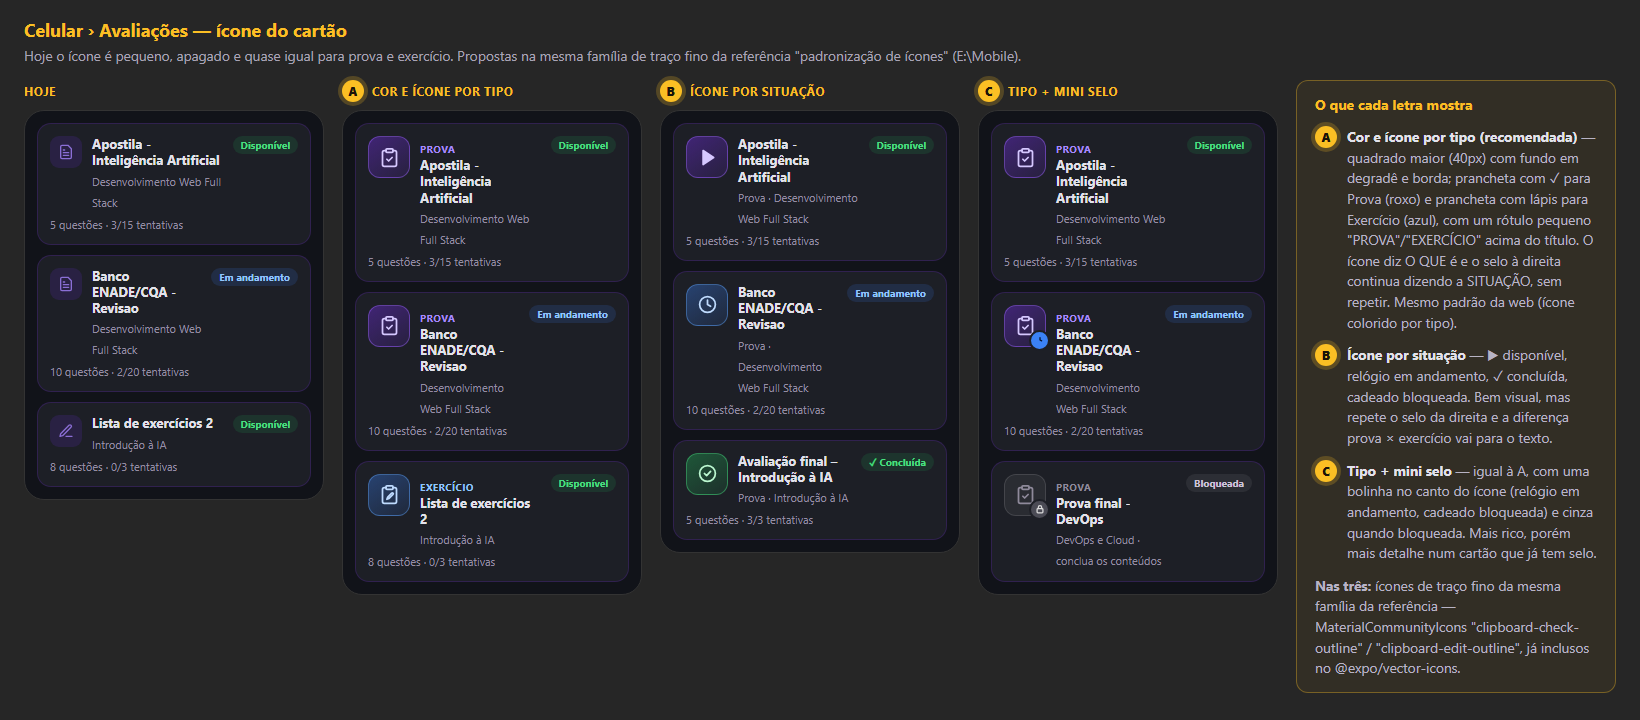 Celular › Avaliações — ícone do cartão
Hoje o ícone é pequeno, apagado e quase igual para prova e exercício. Propostas na mesma família de traço fino da referência "padronização de ícones" (E:\Mobile).
HOJE
Apostila -
Inteligência Artificial
Disponível
Desenvolvimento Web Full
Stack
5 questões · 3/15 tentativas
Banco
ENADE/CQA -
Revisao
Em andamento
Desenvolvimento Web
Full Stack
10 questões · 2/20 tentativas
Lista de exercícios 2
Disponível
Introdução à IA
8 questões · 0/3 tentativas
A COR E ÍCONE POR TIPO
PROVA
Disponível
Apostila -
Inteligência
Artificial
Desenvolvimento Web
Full Stack
5 questões · 3/15 tentativas
PROVA
Em andamento
Banco
ENADE/CQA -
Revisao
Desenvolvimento
Web Full Stack
10 questões · 2/20 tentativas
EXERCÍCIO
Disponível
Lista de exercícios
2
Introdução à IA
8 questões · 0/3 tentativas
B ÍCONE POR SITUAÇÃO
Apostila -
Inteligência
Artificial
Disponível
Prova · Desenvolvimento
Web Full Stack
5 questões · 3/15 tentativas
Banco
ENADE/CQA -
Revisao
Em andamento
Prova ·
Desenvolvimento
Web Full Stack
10 questões · 2/20 tentativas
Avaliação final –
Introdução à IA
✓ Concluída
Prova · Introdução à IA
5 questões · 3/3 tentativas
C TIPO + MINI SELO
PROVA
Disponível
Apostila -
Inteligência
Artificial
Desenvolvimento Web
Full Stack
5 questões · 3/15 tentativas
PROVA
Em andamento
Banco
ENADE/CQA -
Revisao
Desenvolvimento
Web Full Stack
10 questões · 2/20 tentativas
PROVA
Bloqueada
Prova final -
DevOps
DevOps e Cloud ·
conclua os conteúdos
O que cada letra mostra
A Cor e ícone por tipo (recomendada) —
quadrado maior (40px) com fundo em
degradê e borda; prancheta com ✓ para
Prova (roxo) e prancheta com lápis para
Exercício (azul), com um rótulo pequeno
"PROVA"/"EXERCÍCIO" acima do título. O
ícone diz O QUE é e o selo à direita
continua dizendo a SITUAÇÃO, sem
repetir. Mesmo padrão da web (ícone
colorido por tipo).
B Ícone por situação — ▶ disponível,
relógio em andamento, ✓ concluída,
cadeado bloqueada. Bem visual, mas
repete o selo da direita e a diferença
prova × exercício vai para o texto.
C Tipo + mini selo — igual à A, com uma
bolinha no canto do ícone (relógio em
andamento, cadeado bloqueada) e cinza
quando bloqueada. Mais rico, porém
mais detalhe num cartão que já tem selo.
Nas três: ícones de traço fino da mesma
família da referência —
MaterialCommunityIcons "clipboard-check-
outline" / "clipboard-edit-outline", já inclusos
no @expo/vector-icons.